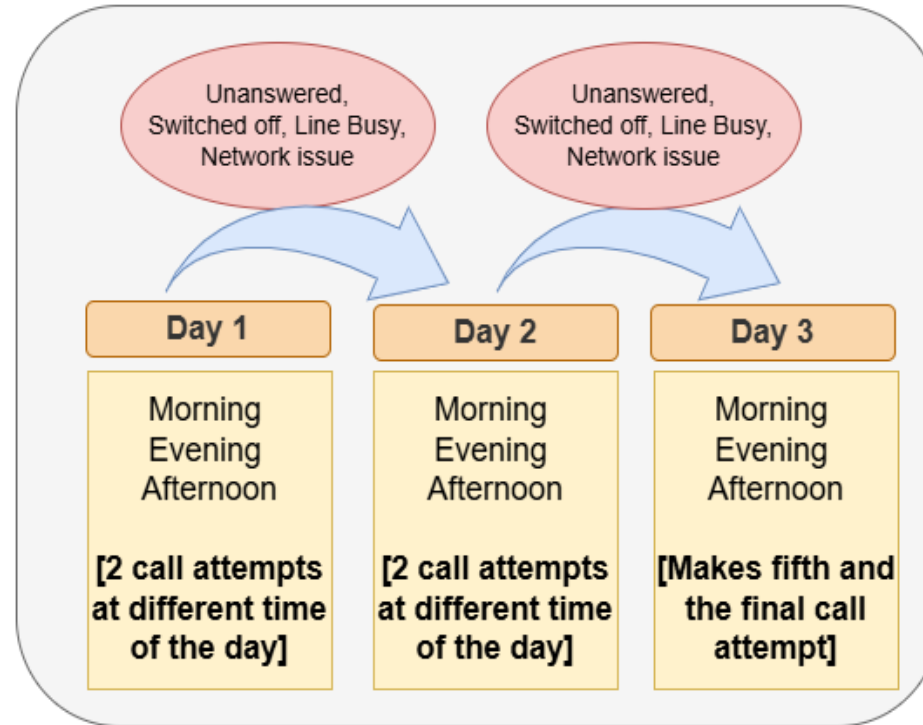 Unanswered,
Switched off, Line Busy,
Network issue
Unanswered,
Switched off, Line Busy,
Network issue
Day 1
Morning
Evening
Afternoon
[2 call attempts
at different time
of the day]
Day 2
Morning
Evening
Afternoon
[2 call attempts
at different time
of the day]
Day 3
Morning
Evening
Afternoon
[Makes fifth and
the final call
attempt]